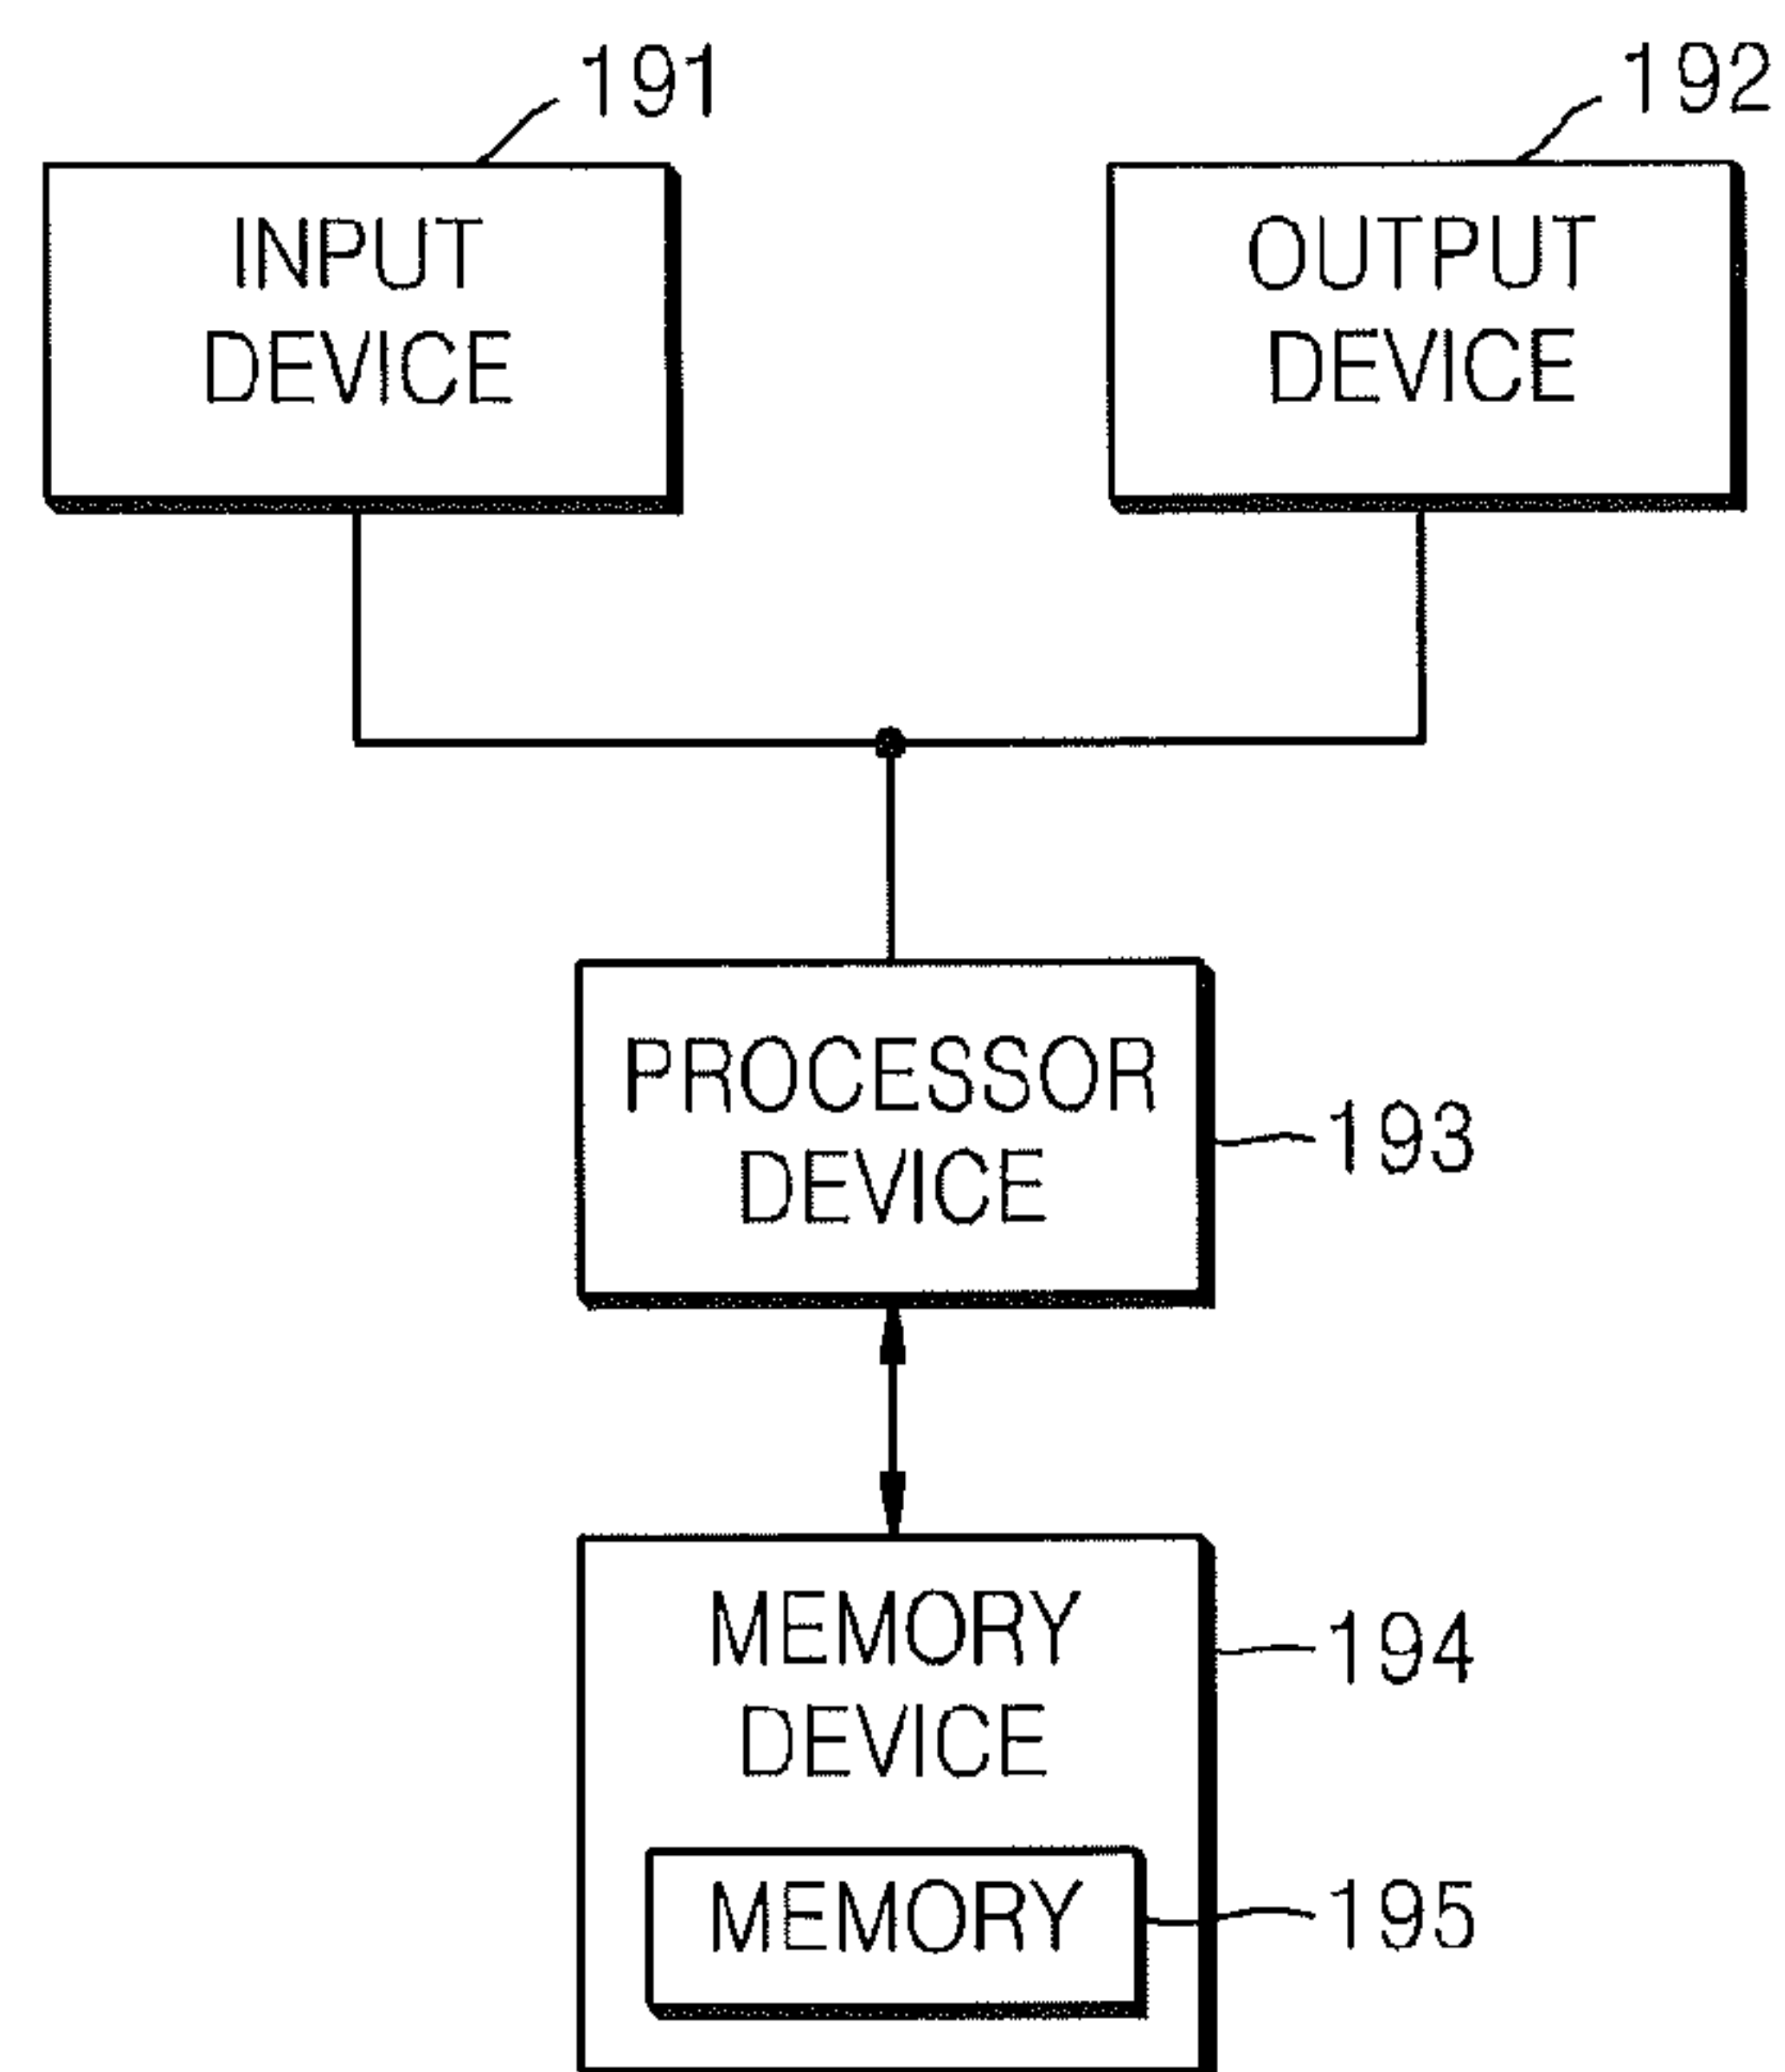 191
192
INPUT
DEVICE
OUTPUT
DEVICE
PROCESSOR
DEVICE
193
MEMORY
DEVICE
194
MEMORY
195